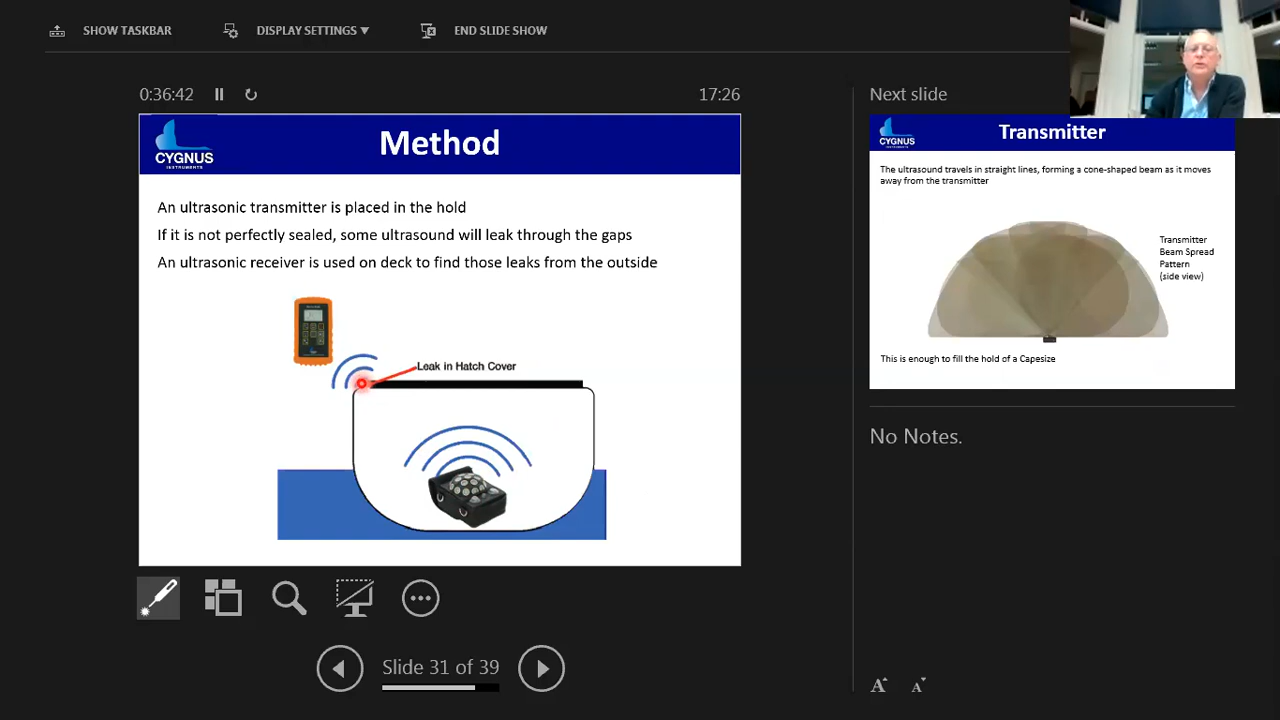 SHOW TASKBAR
DISPLAY SETTINGS ▼
END SLIDE SHOW
0:36:42
17:26
CYGNUS
INSTRUMENTS
Method
An ultrasonic transmitter is placed in the hold
If it is not perfectly sealed, some ultrasound will leak through the gaps
An ultrasonic receiver is used on deck to find those leaks from the outside
Leak in Hatch Cover
Slide 31 of 39
Next slide
CYGNUS
INSTRUMENTS
Transmitter
The ultrasound travels in straight lines, forming a cone-shaped beam as it moves
away from the transmitter
Transmitter
Beam Spread
Pattern
(side view)
This is enough to fill the hold of a Capesize
No Notes.
A A